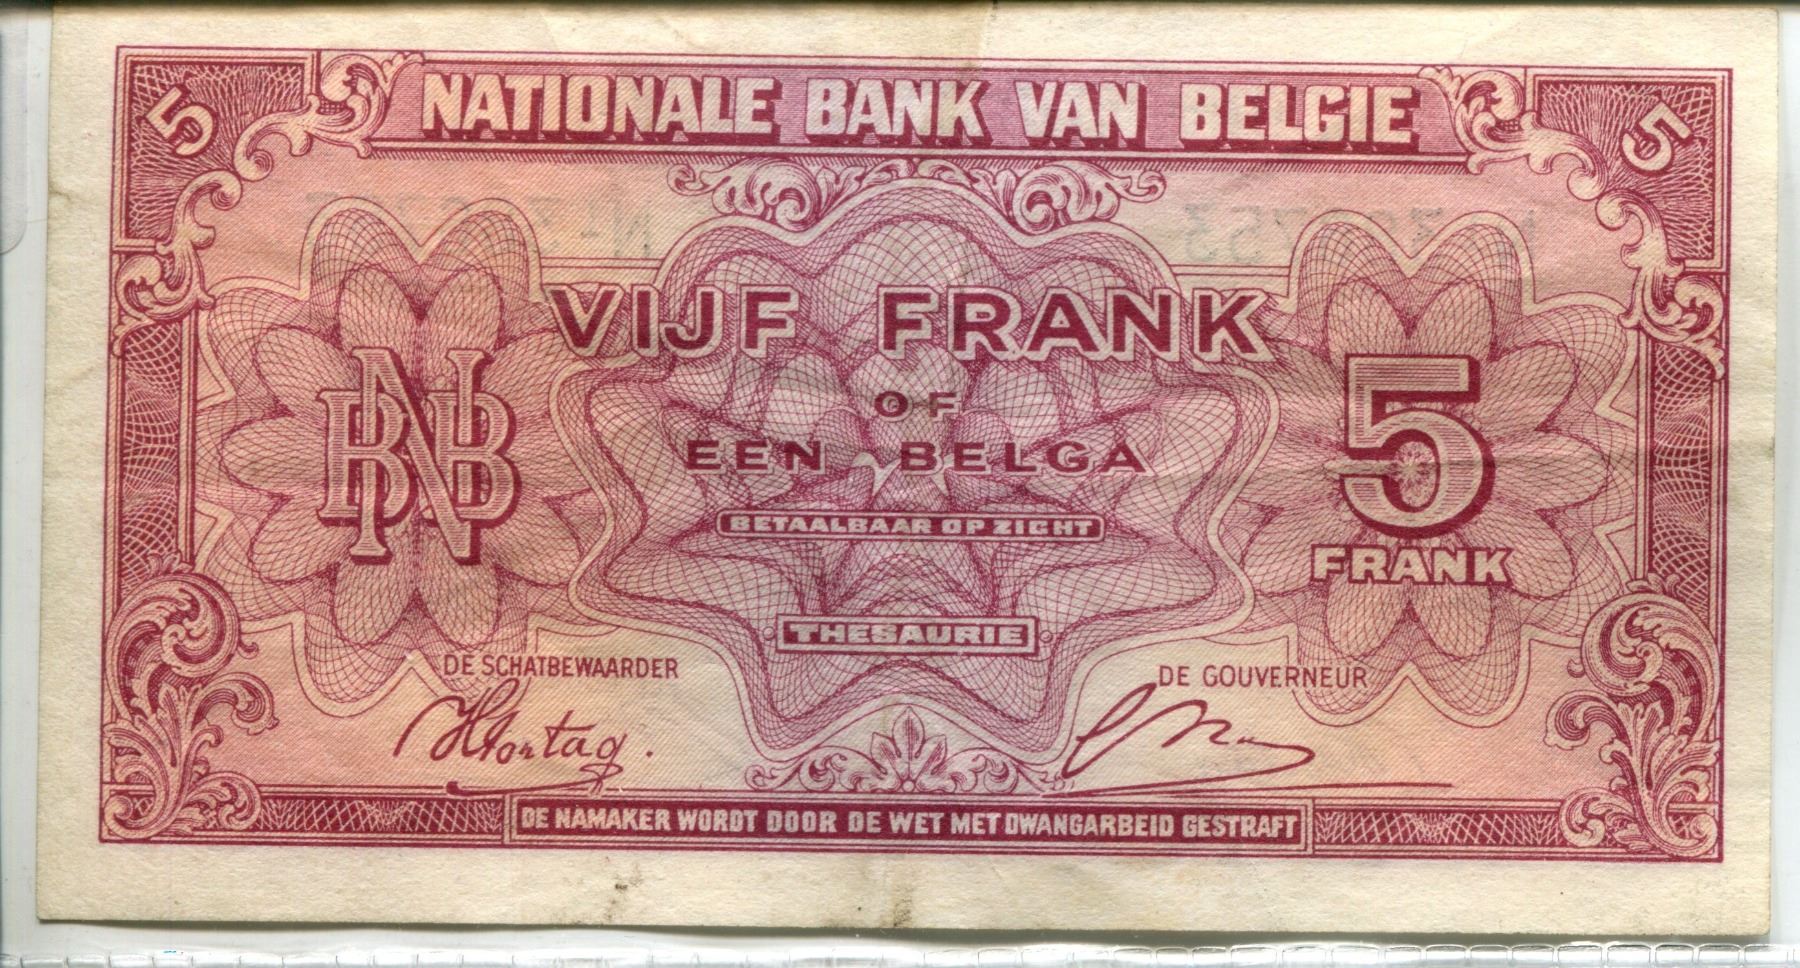 5 NATIONALE BANK VAN BELGIE 5
VIJF FRANK
OF
EEN BELGA
BNB
5
FRANK
BETAALBAAR OP ZICHT
THESAURIE
DE SCHATBEWAARDER
DE GOUVERNEUR
DE NAMAKER WORDT DOOR DE WET MET DWANGARBEID GESTRAFT